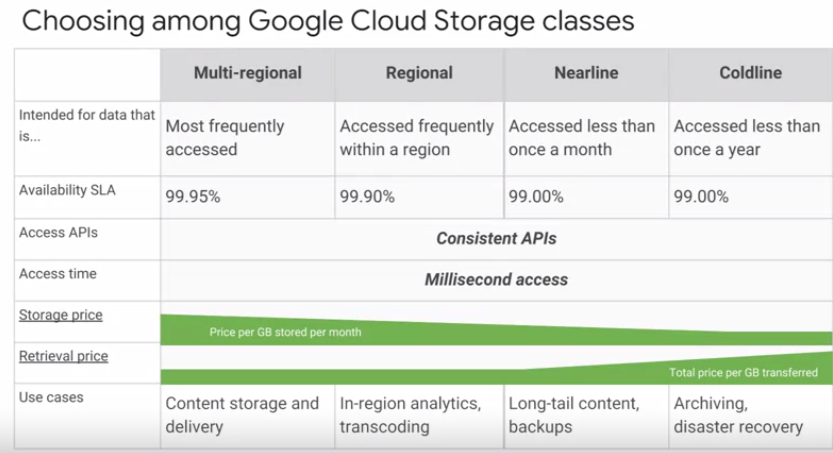 Choosing among Google Cloud Storage classes
Multi-regional
Regional
Nearline
Coldline
Intended for data that
is...
Most frequently
accessed
Accessed frequently
within a region
Accessed less than
once a month
Accessed less than
once a year
Availability SLA
99.95%
99.90%
99.00%
99.00%
Access APIs
Consistent APIs
Access time
Millisecond access
Storage price
Price per GB stored per month
Retrieval price
Total price per GB transferred
Use cases
Content storage and
delivery
In-region analytics,
transcoding
Long-tail content,
backups
Archiving,
disaster recovery